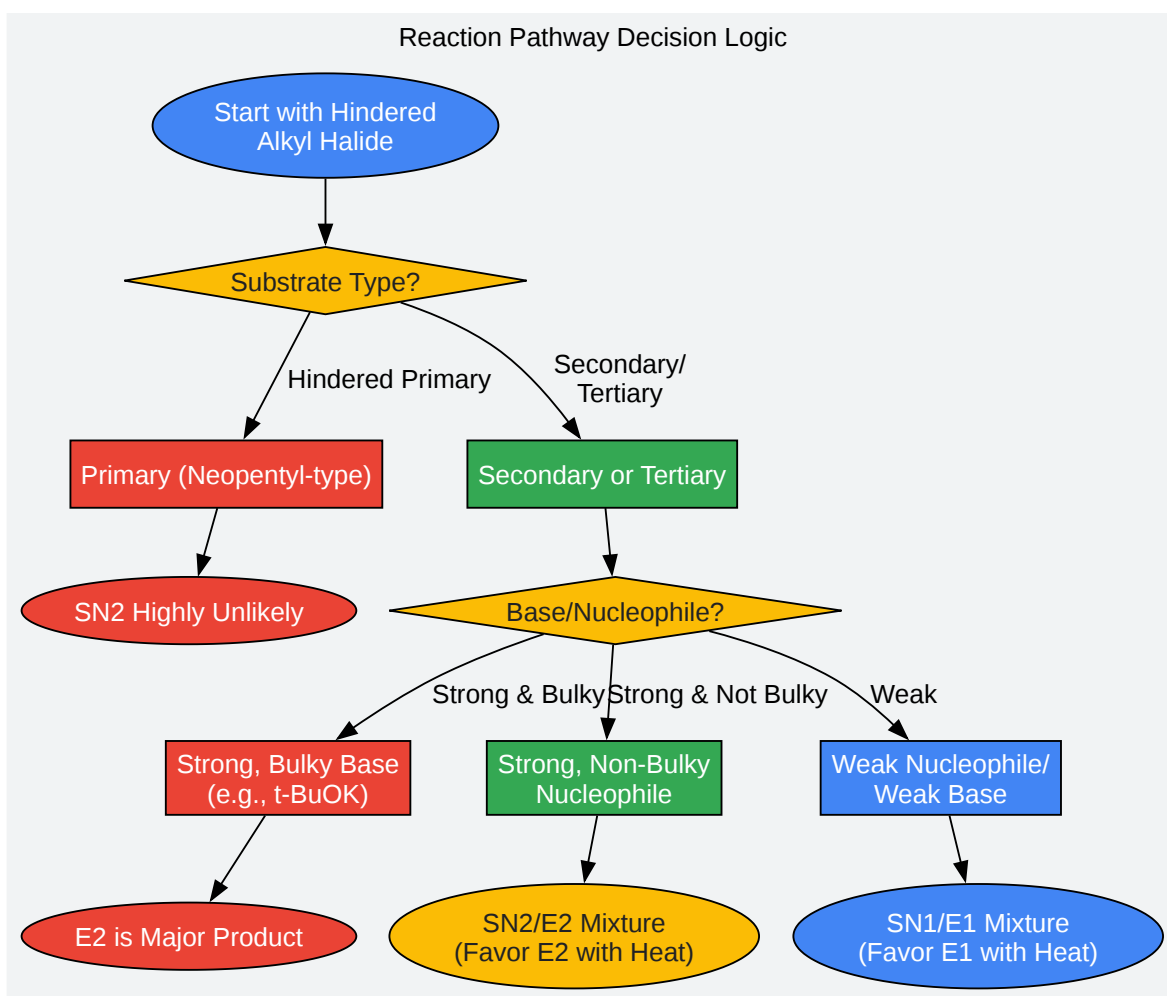 Reaction Pathway Decision Logic
Start with Hindered
Alkyl Halide
Substrate Type?
Hindered Primary
Secondary/
Tertiary
Primary (Neopentyl-type)
Secondary or Tertiary
SN2 Highly Unlikely
Base/Nucleophile?
Strong & Bulky
Strong & Not Bulky
Weak
Strong, Bulky Base
(e.g., t-BuOK)
Strong, Non-Bulky
Nucleophile
Weak Nucleophile/
Weak Base
E2 is Major Product
SN2/E2 Mixture
(Favor E2 with Heat)
SN1/E1 Mixture
(Favor E1 with Heat)